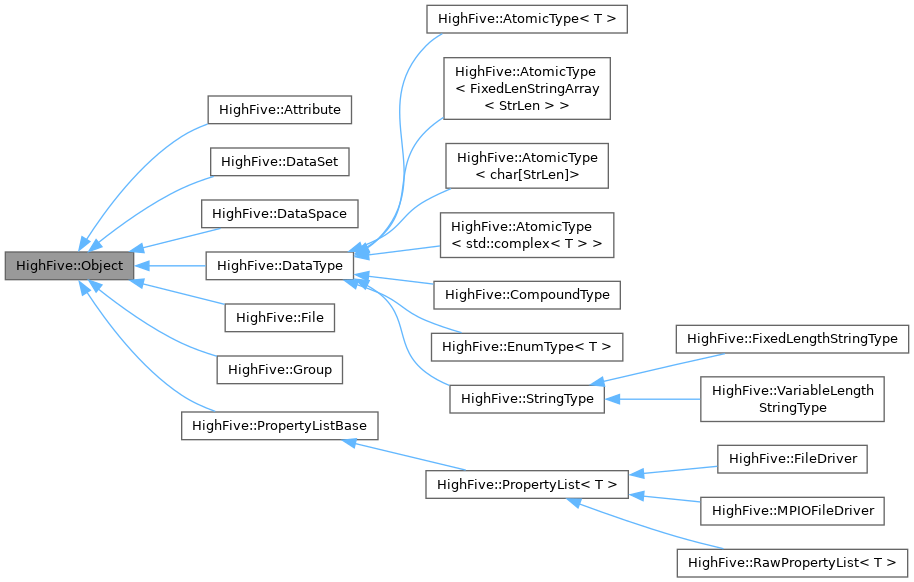 HighFive::AtomicType< T >
HighFive::AtomicType
< FixedLenStringArray
< StrLen > >
HighFive::Attribute
HighFive::AtomicType
< char[StrLen]>
HighFive::DataSet
HighFive::DataSpace
HighFive::AtomicType
< std::complex< T > >
HighFive::Object
HighFive::DataType
HighFive::CompoundType
HighFive::File
HighFive::EnumType< T >
HighFive::FixedLengthStringType
HighFive::Group
HighFive::StringType
HighFive::VariableLength
StringType
HighFive::PropertyListBase
HighFive::FileDriver
HighFive::PropertyList< T >
HighFive::MPIOFileDriver
HighFive::RawPropertyList< T >